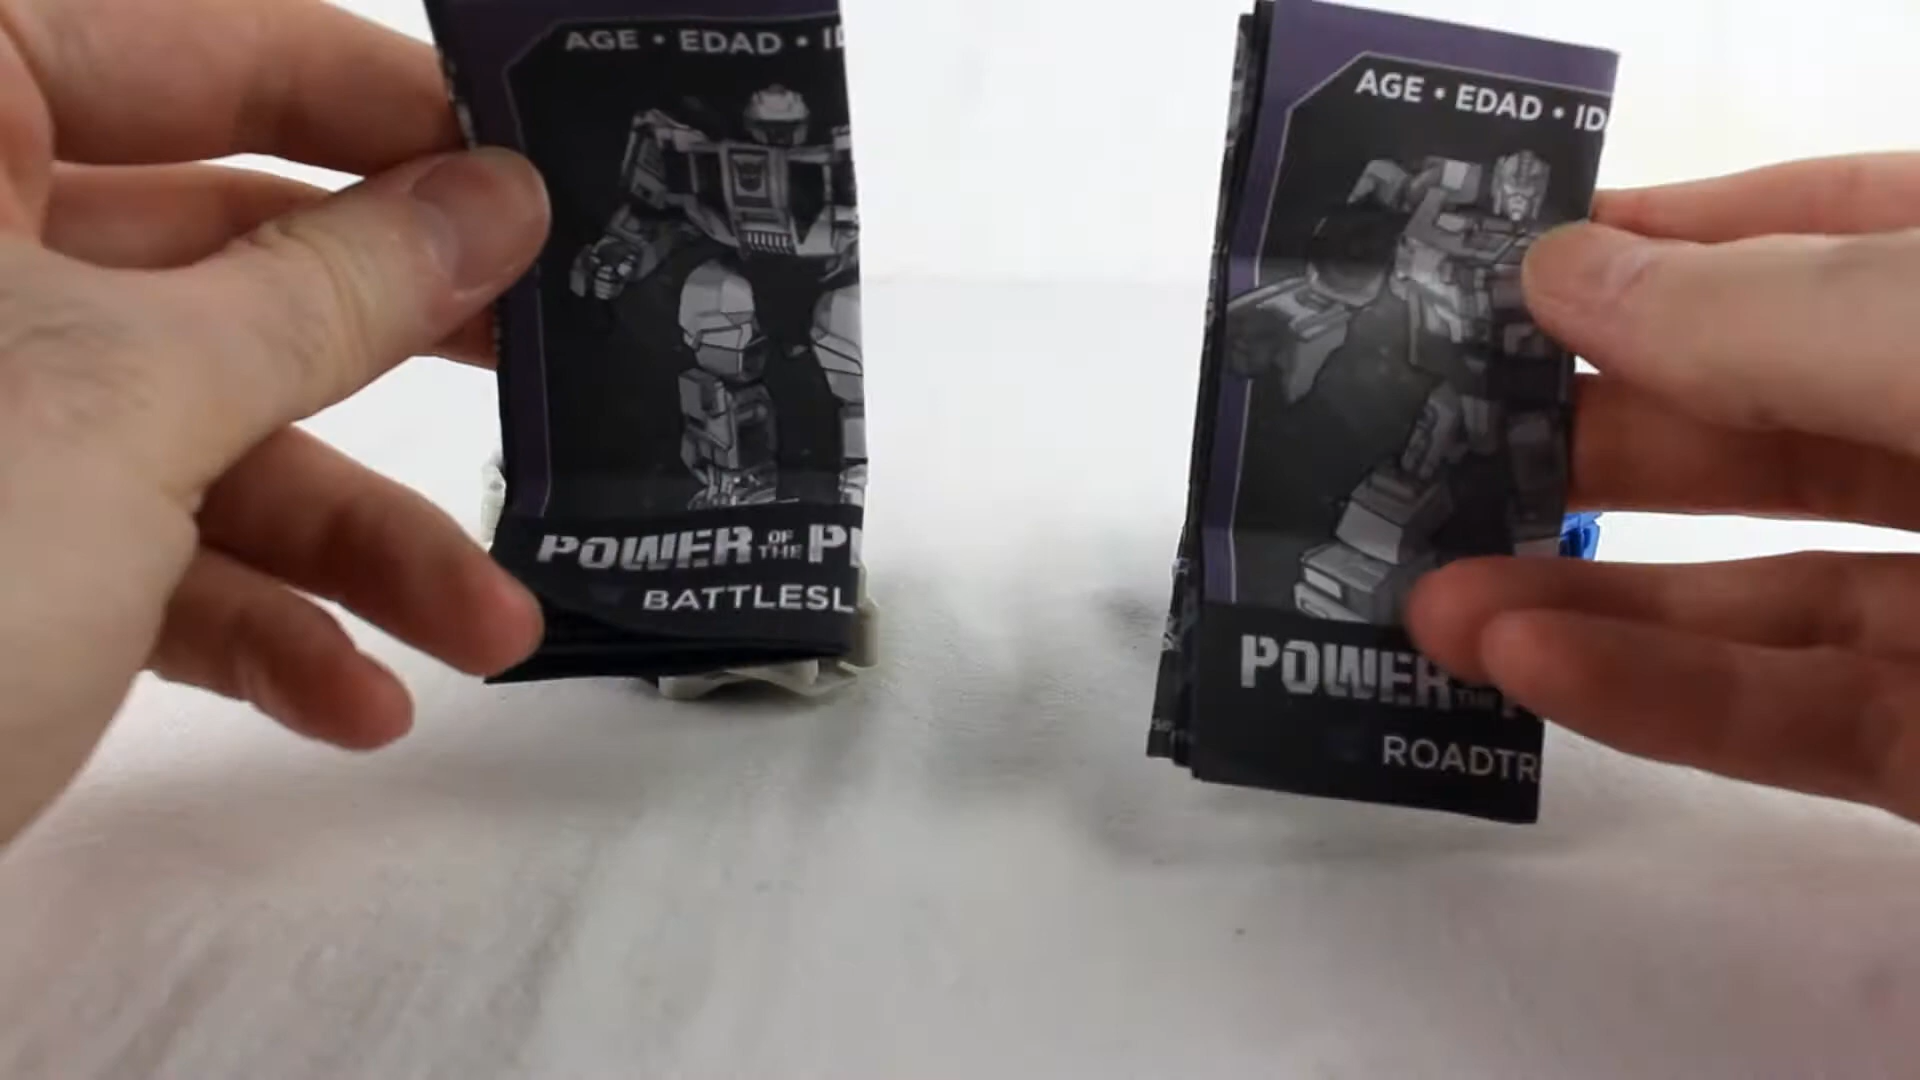 AGE • EDAD • ID
POWER OF THE P
BATTLESL
AGE • EDAD • ID
POWER THE
ROADTR